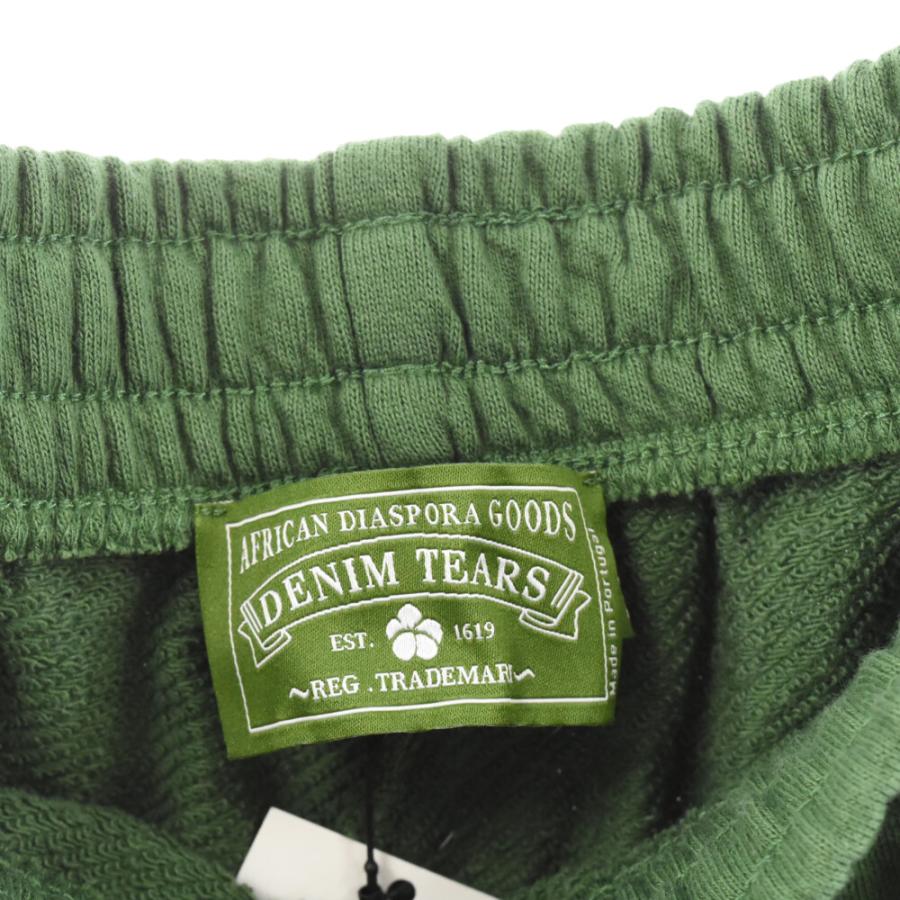 AFRICAN DIASPORA GOODS
DENIM TEARS
EST. 1619
~REG . TRADEMARK~
Made in Portugal